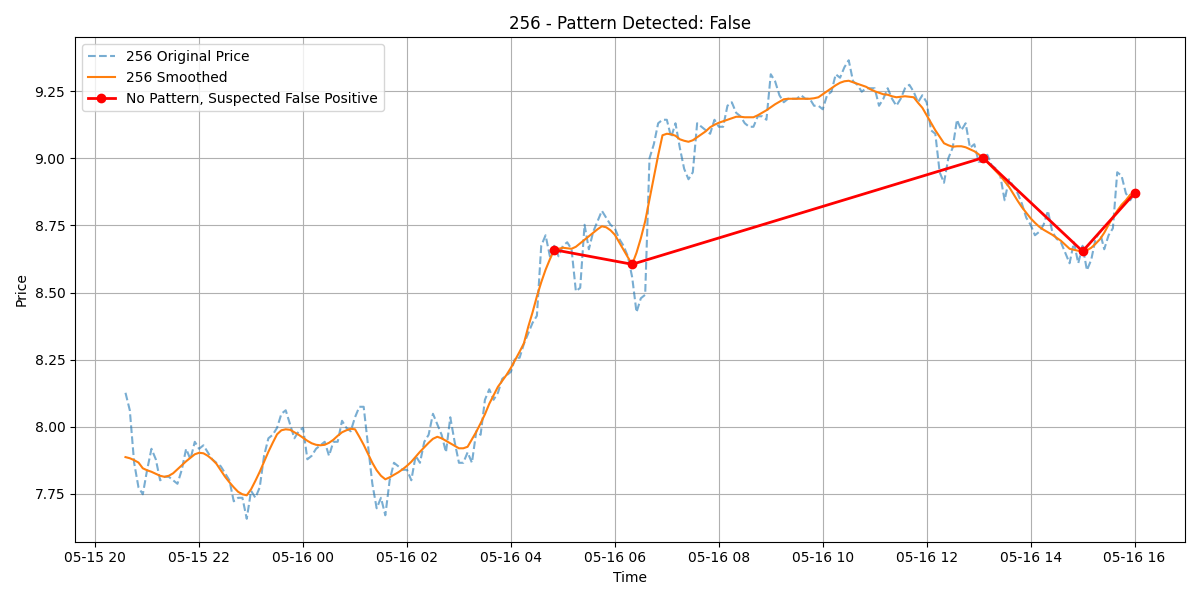 256 - Pattern Detected: False
256 Original Price
256 Smoothed
No Pattern, Suspected False Positive
Price
9.25
9.00
8.75
8.50
8.25
8.00
7.75
05-15 20 05-15 22 05-16 00 05-16 02 05-16 04 05-16 06 05-16 08 05-16 10 05-16 12 05-16 14 05-16 16
Time